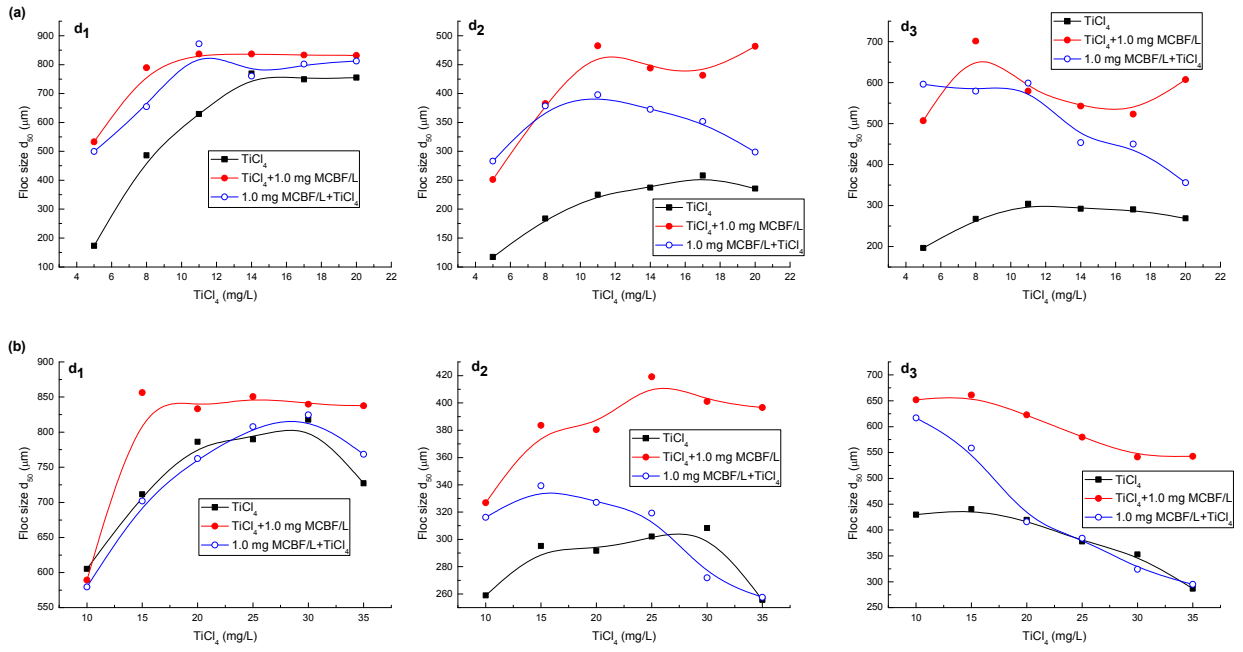 (a)
d1
900
800
700
600
500
400
300
200
100
Floc size d50 (μm)
4 6 8 10 12 14 16 18 20 22
TiCl4 (mg/L)
TiCl4
TiCl4+1.0 mg MCBF/L
1.0 mg MCBF/L+TiCl4
d2
500
450
400
350
300
250
200
150
100
Floc size d50 (μm)
4 6 8 10 12 14 16 18 20 22
TiCl4 (mg/L)
TiCl4
TiCl4+1.0 mg MCBF/L
1.0 mg MCBF/L+TiCl4
d3
700
600
500
400
300
200
Floc size d50 (μm)
4 6 8 10 12 14 16 18 20 22
TiCl4 (mg/L)
TiCl4
TiCl4+1.0 mg MCBF/L
1.0 mg MCBF/L+TiCl4
(b)
d1
900
850
800
750
700
650
600
550
Floc size d50 (μm)
10 15 20 25 30 35
TiCl4 (mg/L)
TiCl4
TiCl4+1.0 mg MCBF/L
1.0 mg MCBF/L+TiCl4
d2
420
400
380
360
340
320
300
280
260
Floc size d50 (μm)
10 15 20 25 30 35
TiCl4 (mg/L)
TiCl4
TiCl4+1.0 mg MCBF/L
1.0 mg MCBF/L+TiCl4
d3
700
650
600
550
500
450
400
350
300
250
Floc size d50 (μm)
10 15 20 25 30 35
TiCl4 (mg/L)
TiCl4
TiCl4+1.0 mg MCBF/L
1.0 mg MCBF/L+TiCl4